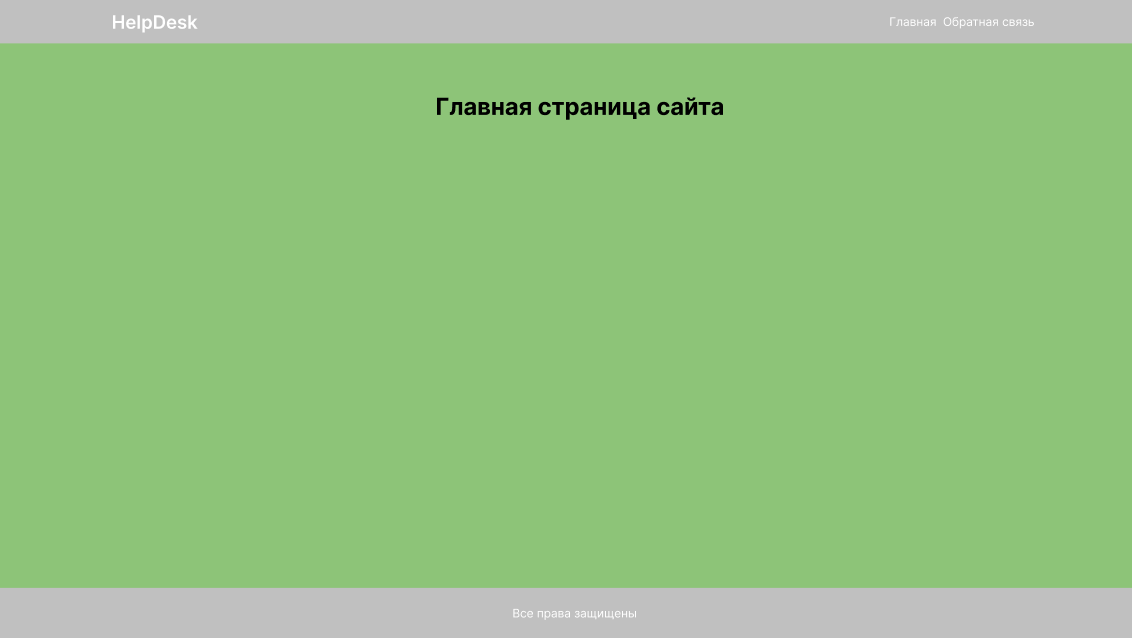 HelpDesk
Главная Обратная связь
Главная страница сайта
Все права защищены